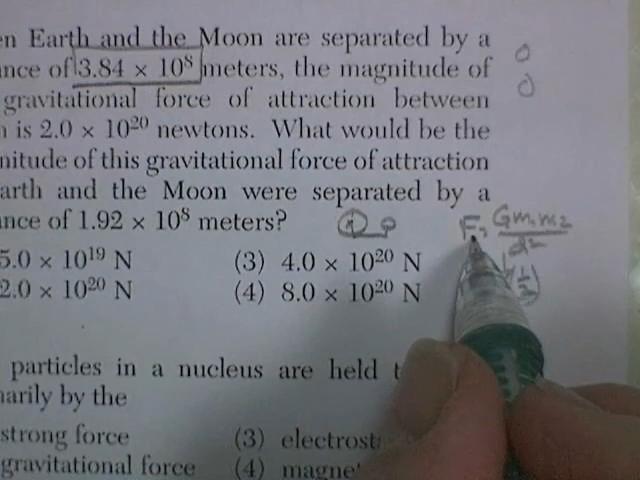 en Earth and the Moon are separated by a
ance of 3.84 × 10⁸ meters, the magnitude of
gravitational force of attraction between
n is 2.0 × 10²⁰ newtons. What would be the
nitude of this gravitational force of attraction
arth and the Moon were separated by a
ance of 1.92 × 10⁸ meters?
F = Gm₁m₂
d²
5.0 × 10¹⁹ N (3) 4.0 × 10²⁰ N
2.0 × 10²⁰ N (4) 8.0 × 10²⁰ N
particles in a nucleus are held t
narily by the
strong force (3) electrost
gravitational force (4) magne